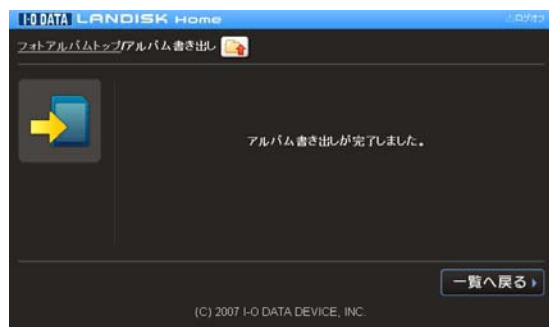 I-O DATA LANDISK Home
ログオフ
フォトアルバムトップ/アルバム書き出し
アルバム書き出しが完了しました。
一覧へ戻る
(C) 2007 I-O DATA DEVICE, INC.